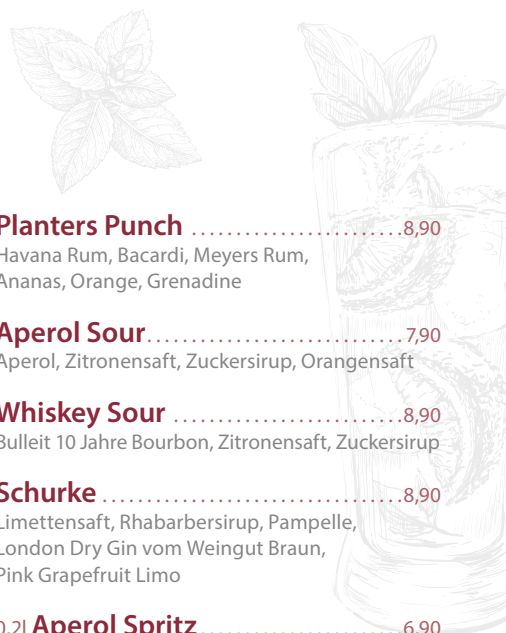 Planters Punch ........................8,90
Havana Rum, Bacardi, Meyers Rum,
Ananas, Orange, Grenadine
Aperol Sour.............................7,90
Aperol, Zitronensaft, Zuckersirup, Orangensaft
Whiskey Sour ..........................8,90
Bulleit 10 Jahre Bourbon, Zitronensaft, Zuckersirup
Schurke ..................................8,90
Limettensaft, Rhabarbersirup, Pampelle,
London Dry Gin vom Weingut Braun,
Pink Grapefruit Limo
0,2l Aperol Spritz.......................6,90